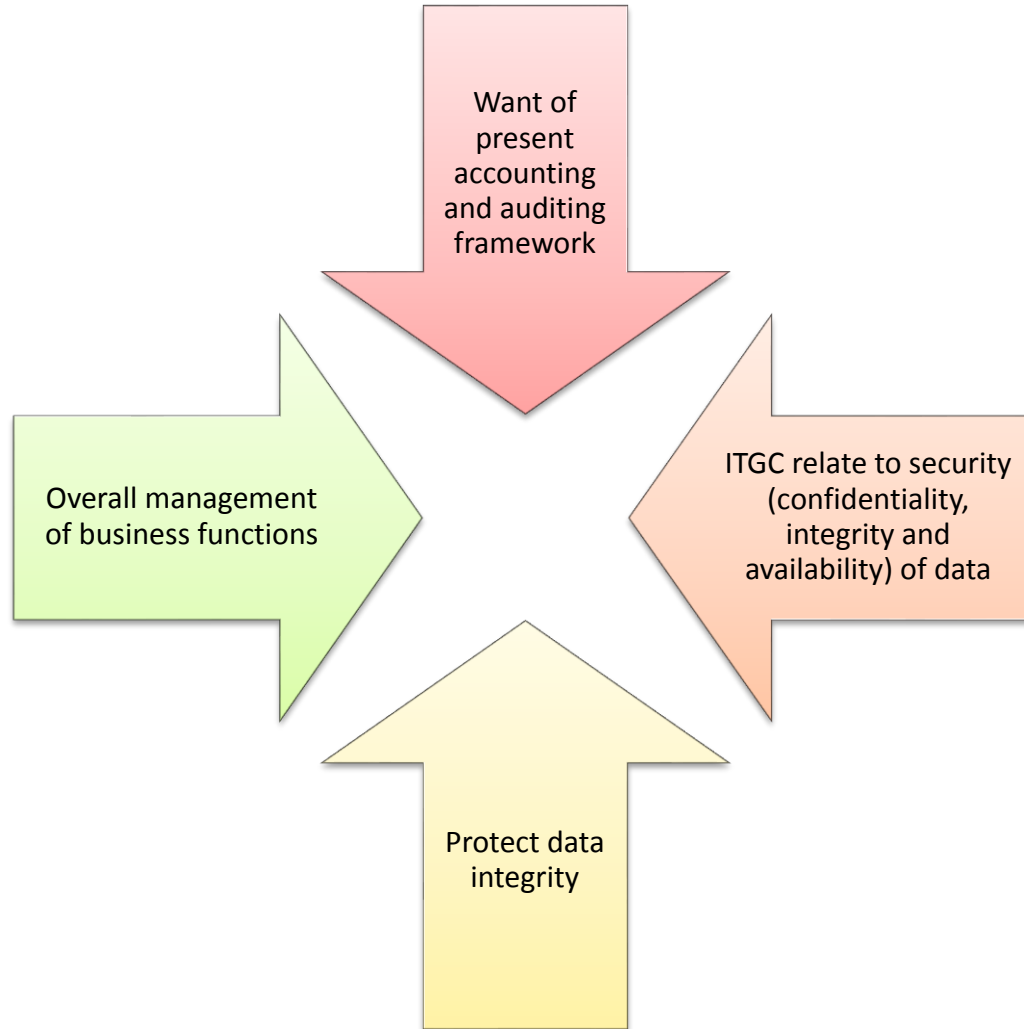 Want of
present
accounting
and auditing
framework
Overall management
of business functions
ITGC relate to security
(confidentiality,
integrity and
availability) of data
Protect data
integrity